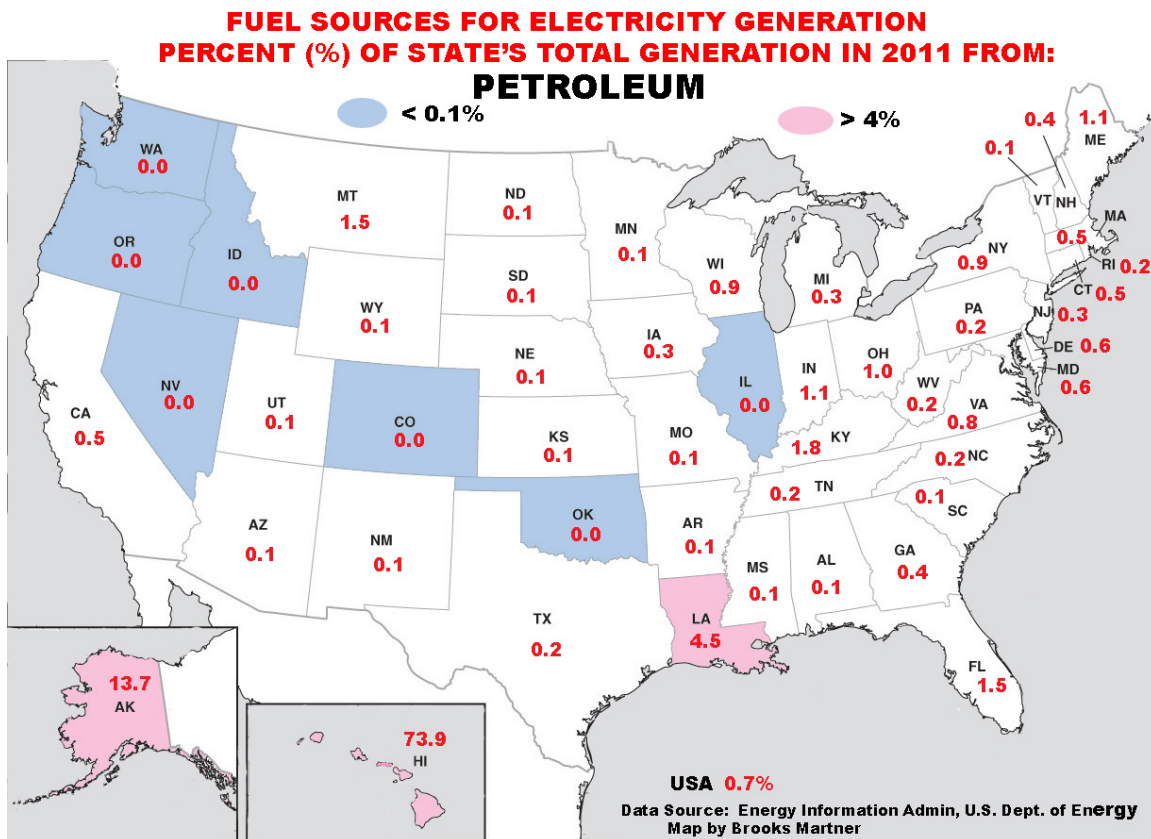 FUEL SOURCES FOR ELECTRICITY GENERATION
PERCENT (%) OF STATE'S TOTAL GENERATION IN 2011 FROM:
PETROLEUM
< 0.1%
> 4%
WA
0.0
OR
0.0
ID
0.0
MT
1.5
ND
0.1
MN
0.1
SD
0.1
WY
0.1
NE
0.1
IA
0.3
WI
0.9
MI
0.3
NV
0.0
CA
0.5
UT
0.1
CO
0.0
KS
0.1
MO
0.1
IL
0.0
IN
1.1
OH
1.0
KY
1.8
WV
0.2
VA
0.8
PA
0.2
NY
0.9
VT
0.1
NH
0.4
ME
1.1
MA
0.5
RI 0.2
CT
0.5
NJ
0.3
DE 0.6
MD
0.6
NC
0.2
TN
0.2
SC
0.1
AZ
0.1
NM
0.1
OK
0.0
AR
0.1
MS
0.1
AL
0.1
GA
0.4
TX
0.2
LA
4.5
FL
1.5
13.7
AK
73.9
HI
USA 0.7%
Data Source: Energy Information Admin, U.S. Dept. of Energy
Map by Brooks Martner